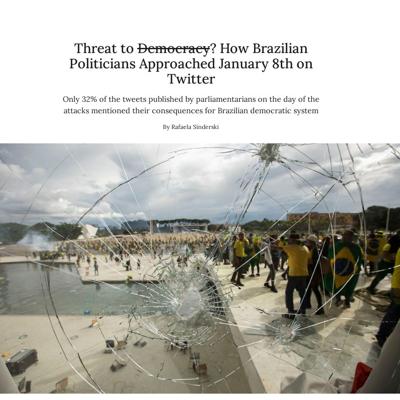 Threat to Democracy? How Brazilian
Politicians Approached January 8th on
Twitter
Only 32% of the tweets published by parliamentarians on the day of the
attacks mentioned their consequences for Brazilian democratic system
By Rafaela Sinderski